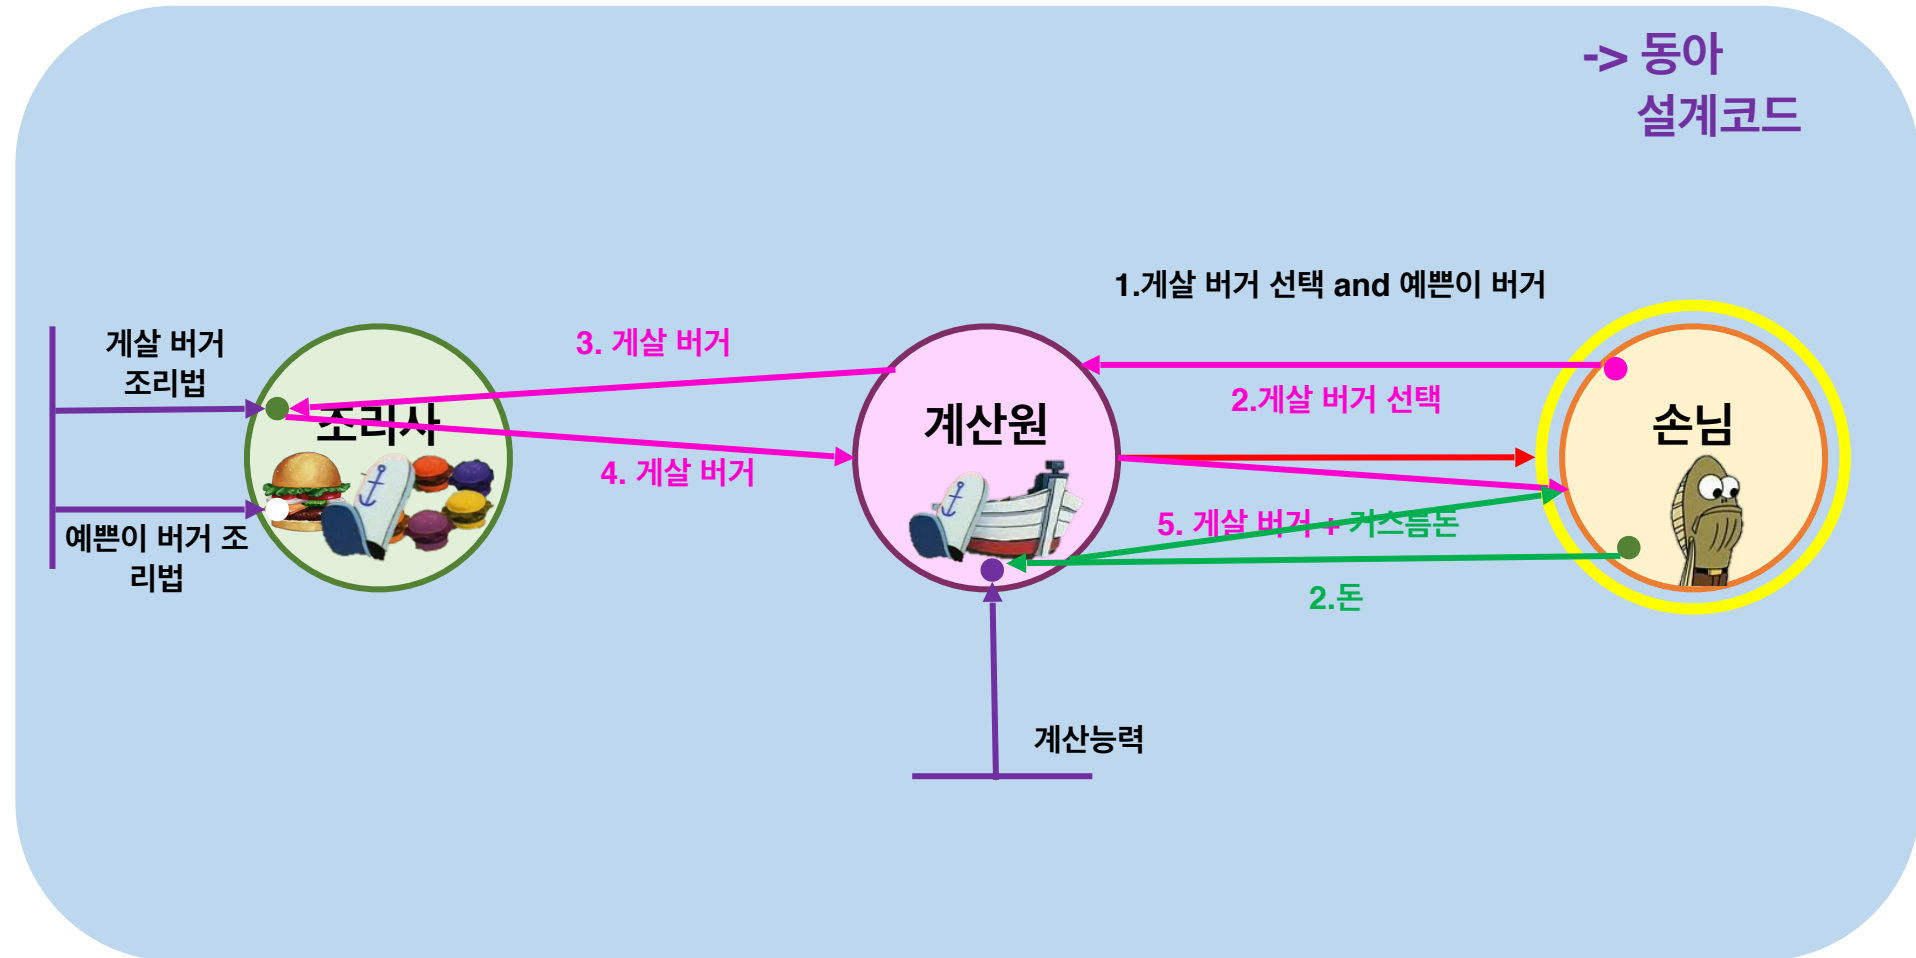 -> 동아
설계코드
1.게살 버거 선택 and 예쁜이 버거
게살 버거
조리법
3. 게살 버거
2.게살 버거 선택
조리사
계산원
손님
4. 게살 버거
5. 게살 버거 + 거스름돈
예쁜이 버거 조
리법
2.돈
계산능력